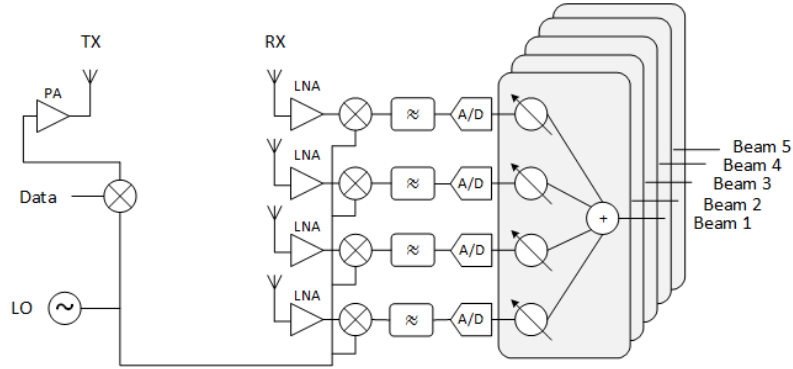 TX
RX
PA
LNA
A/D
LNA
A/D
Beam 5
Beam 4
Data
Beam 3
Beam 2
+
Beam 1
LNA
A/D
LNA
LO
~
≈
≈
≈
≈
A/D